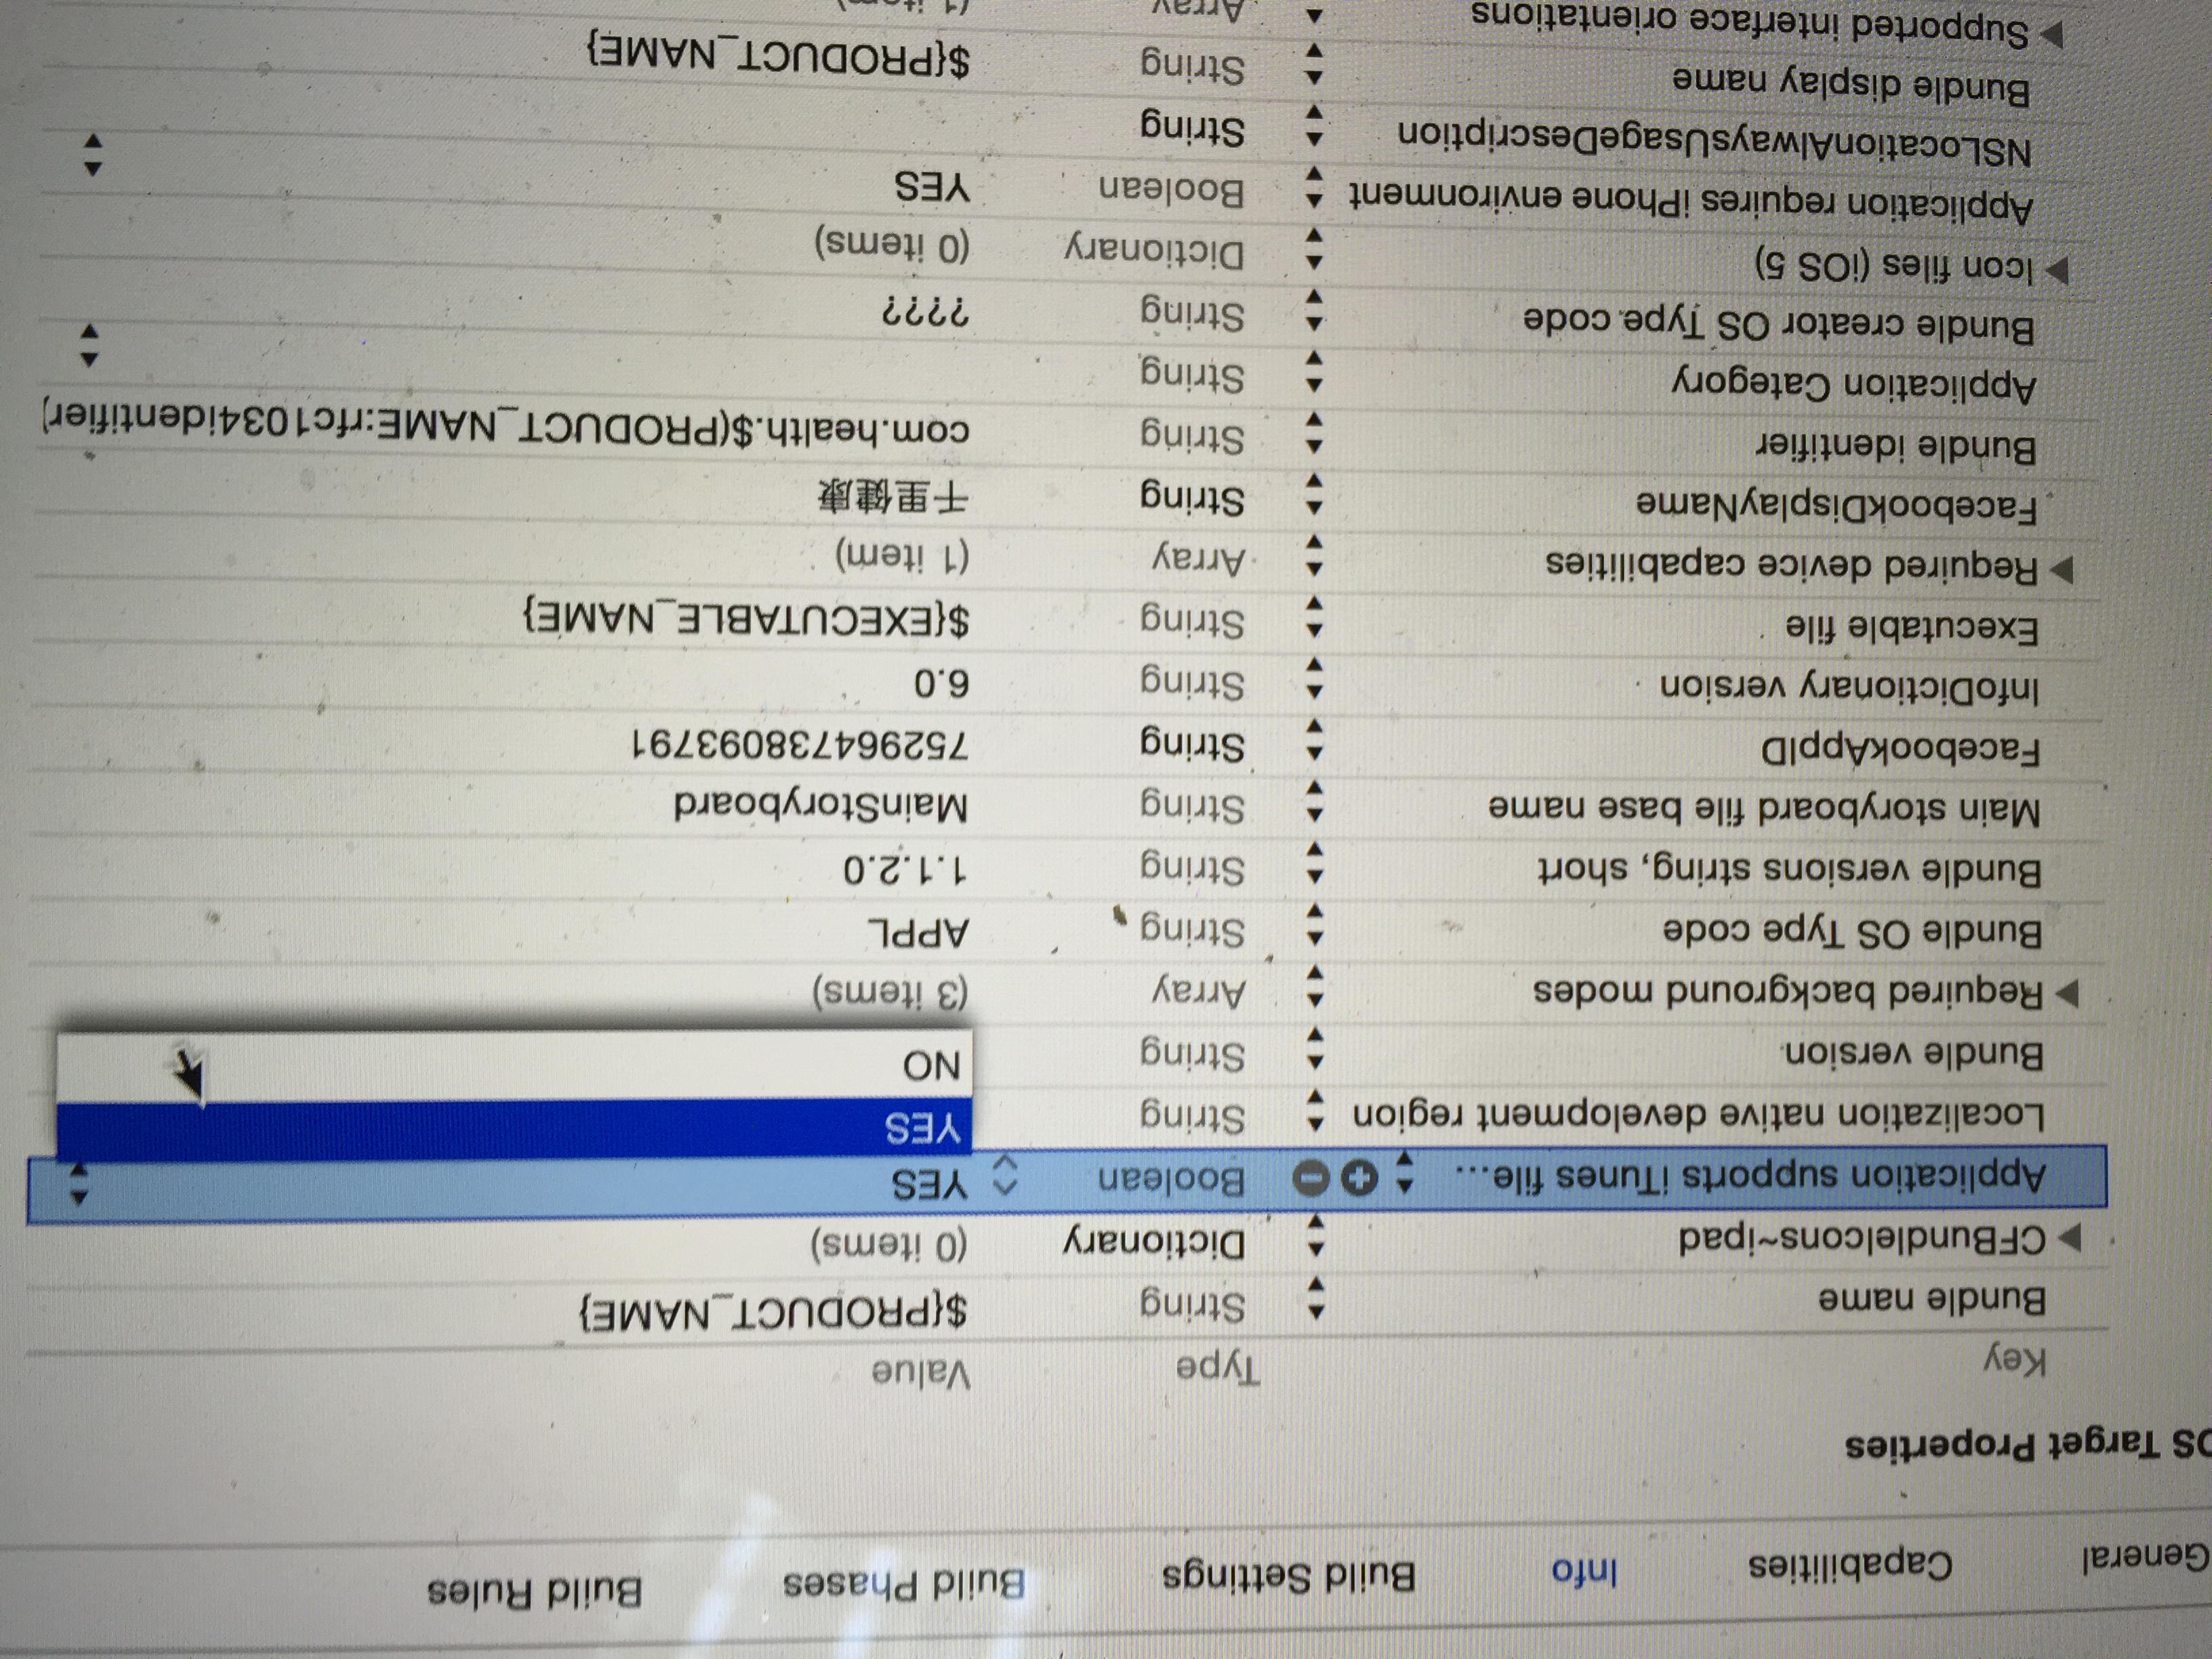 General Capabilities Info Build Settings Build Phases Build Rules
OS Target Properties
Key Type Value
Bundle name String ${PRODUCT_NAME}
CFBundleIcons~ipad Dictionary (0 items)
Application supports iTunes file... Boolean YES
YES
Localization native development region String
NO
Bundle version String
Required background modes Array (3 items)
Bundle OS Type code String APPL
Bundle versions string, short String 1.1.2.0
Main storyboard file base name String MainStoryboard
FacebookAppID String 752964738093791
InfoDictionary version String 6.0
Executable file String ${EXECUTABLE_NAME}
Required device capabilities Array (1 item)
FacebookDisplayName String 千里健康
Bundle identifier String com.health.$(PRODUCT_NAME:rfc1034identifier)
Application Category String
Bundle creator OS Type code String ????
Icon files (iOS 5) Dictionary (0 items)
Application requires iPhone environment Boolean YES
NSLocationAlwaysUsageDescription String
Bundle display name String ${PRODUCT_NAME}
Supported interface orientations Array (1 item)